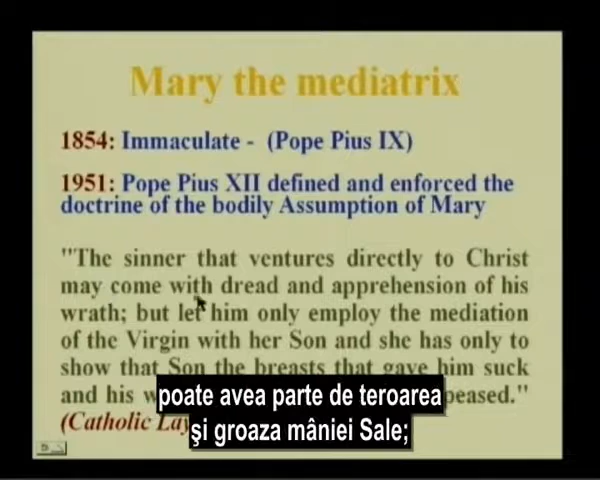 Mary the mediatrix
1854: Immaculate - (Pope Pius IX)
1951: Pope Pius XII defined and enforced the
doctrine of the bodily Assumption of Mary
"The sinner that ventures directly to Christ
may come with dread and apprehension of his
wrath; but let him only employ the mediation
of the Virgin with her Son and she has only to
show that Son the breasts that gave him suck
and his
(Catholic
poate avea parte de teroarea
şi groaza mâniei Sale;